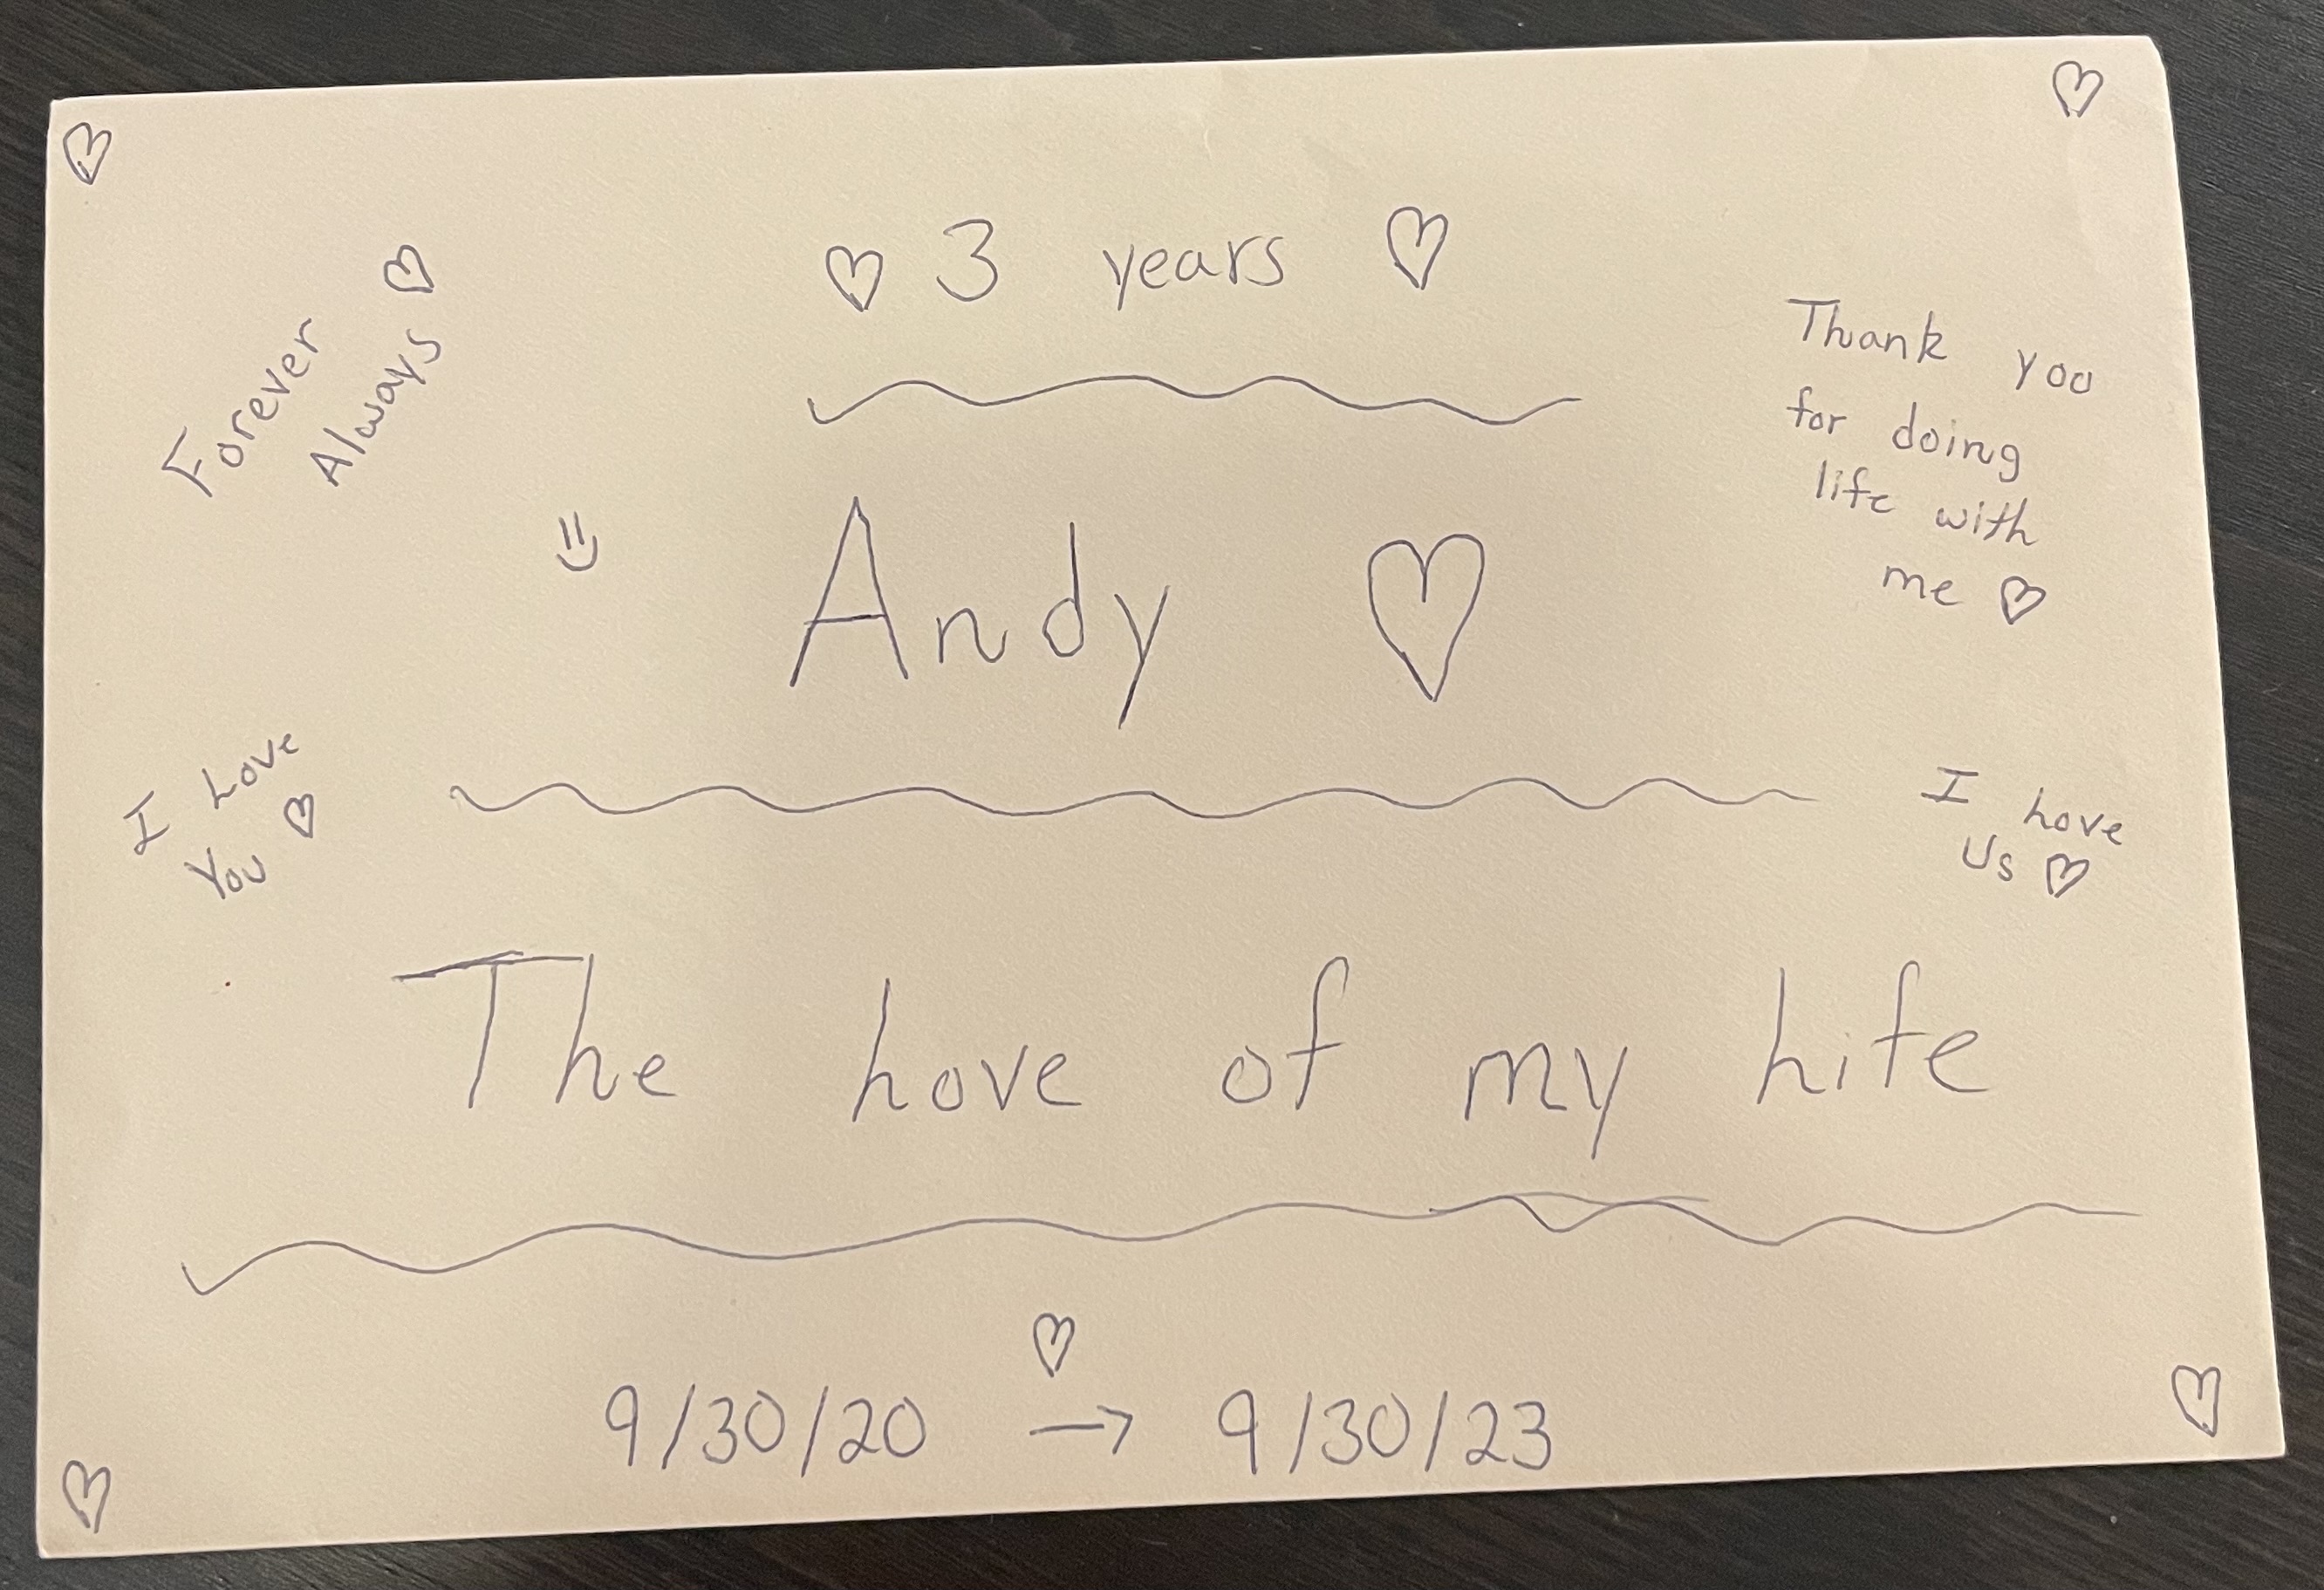 ♡ 3 years ♡
Forever
Always ♡
Thank you
for doing
life with
me ♡
Andy ♡
I Love
You ♡
I Love
Us ♡
The Love of my Life
♡
9/30/20 → 9/30/23